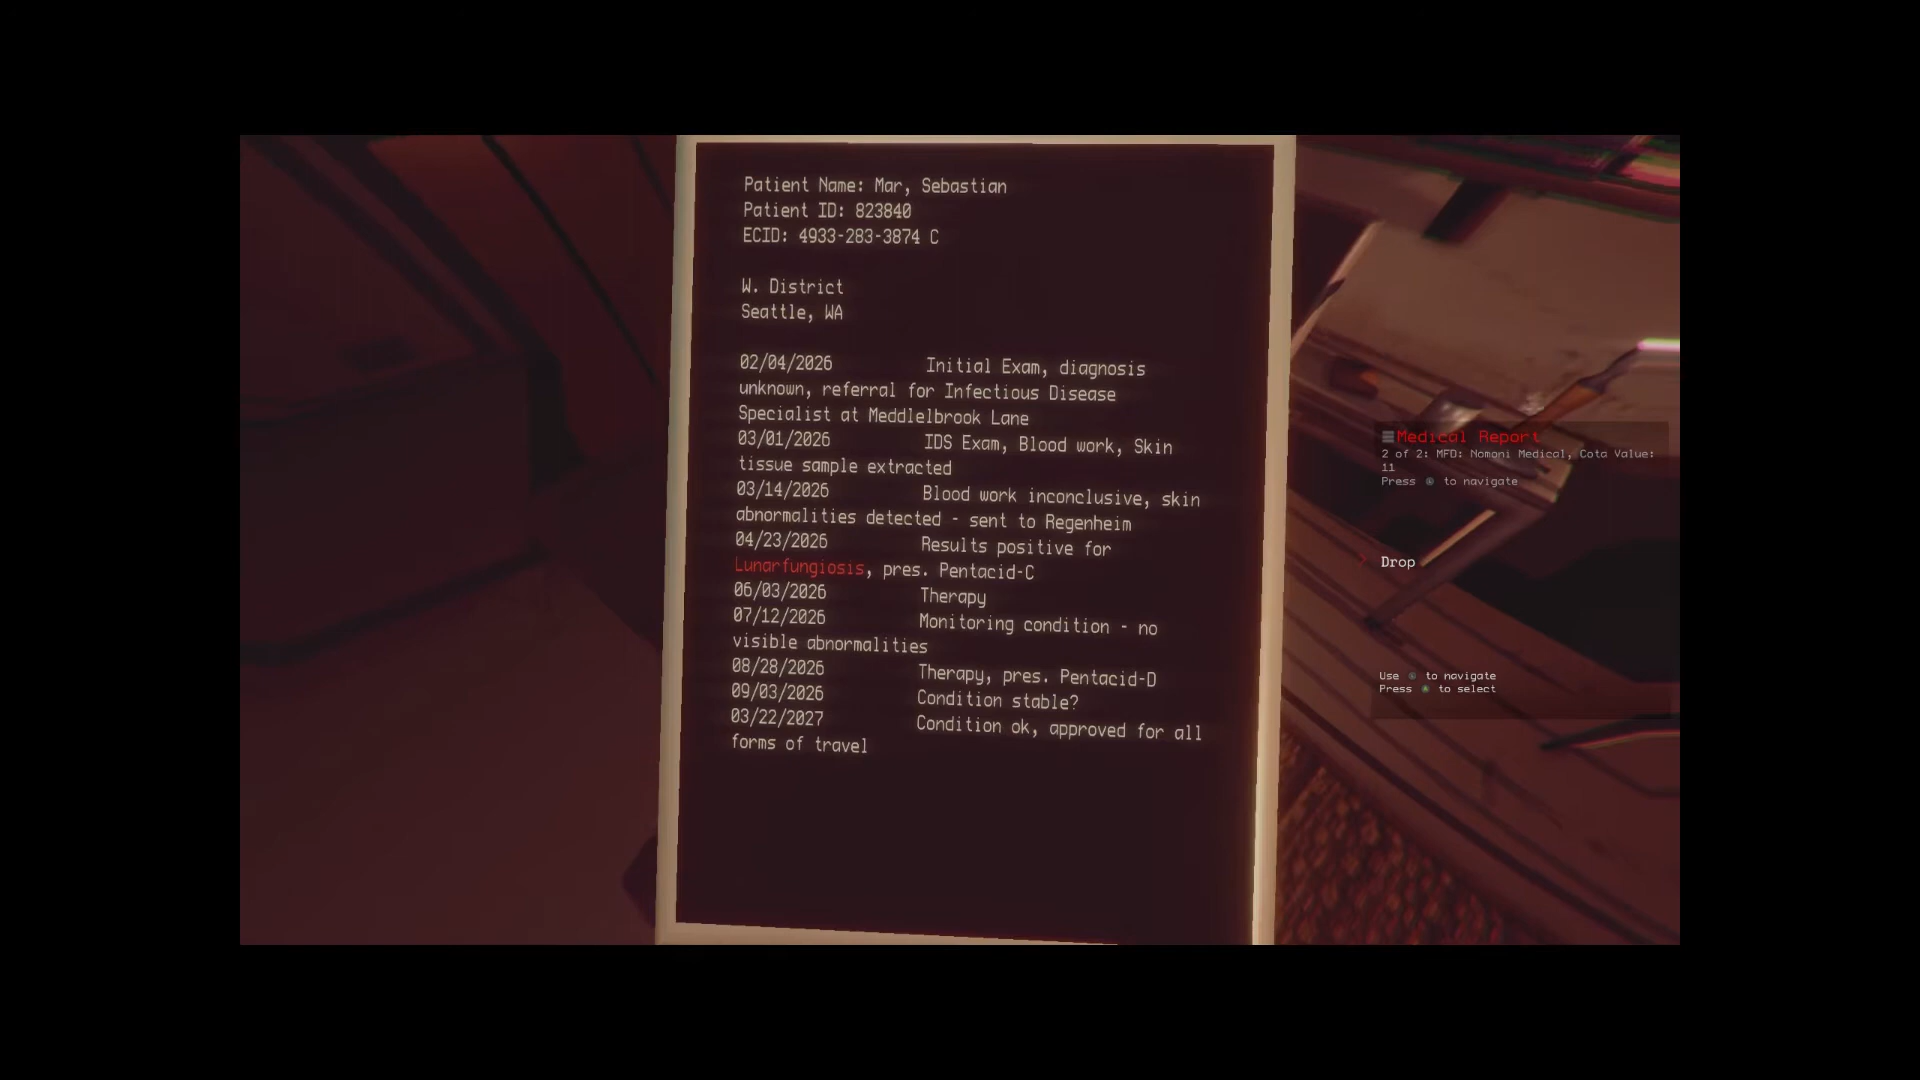 Patient Name: Mar, Sebastian
Patient ID: 823840
ECID: 4933-283-3874 C
W. District
Seattle, WA
02/04/2026 Initial Exam, diagnosis
unknown, referral for Infectious Disease
Specialist at Meddlelbrook Lane
03/01/2026 IDS Exam, Blood work, Skin
tissue sample extracted
03/14/2026 Blood work inconclusive, skin
abnormalities detected - sent to Regenheim
04/23/2026 Results positive for
Lunarfungiosis, pres. Pentacid-C
06/03/2026 Therapy
07/12/2026 Monitoring condition - no
visible abnormalities
08/28/2026 Therapy, pres. Pentacid-D
09/03/2026 Condition stable?
03/22/2027 Condition ok, approved for all
forms of travel
Medical Report
2 of 2: MFD: Nomoni Medical, Cota Value:
11
Press to navigate
Drop
Use to navigate
Press to select